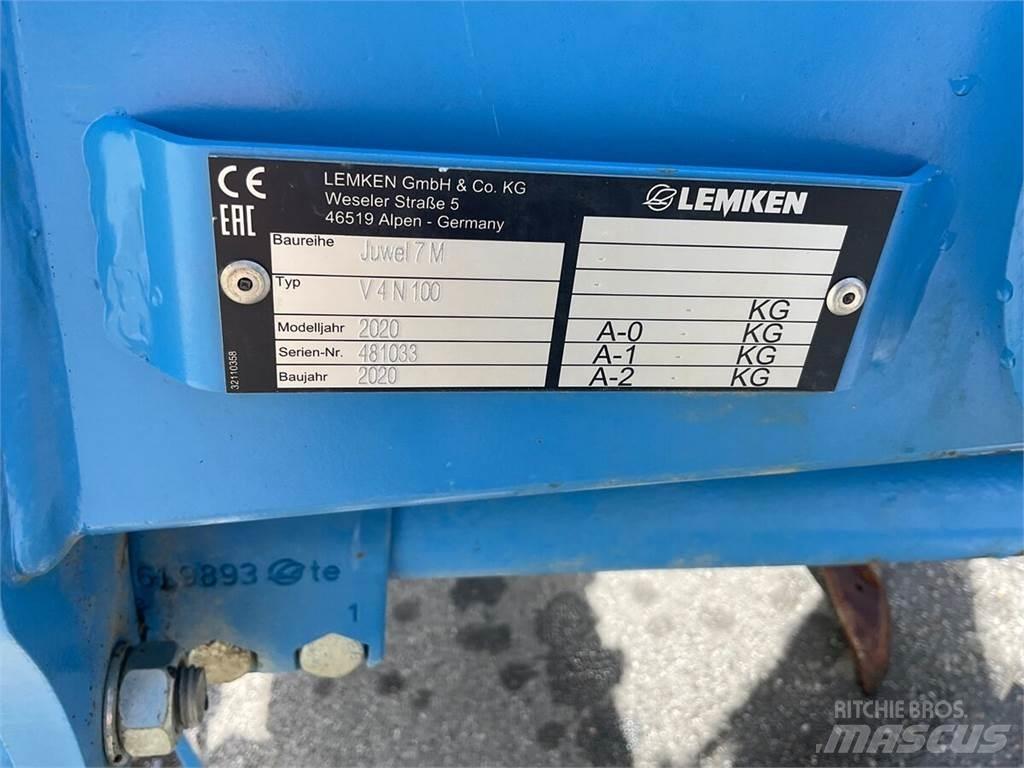 CE
EAC
LEMKEN GmbH & Co. KG
Weseler Straße 5
46519 Alpen - Germany
LEMKEN
Baureihe Juwel 7 M
Typ V 4 N 100
Modelljahr 2020
Serien-Nr. 481033
Baujahr 2020
KG
A-0 - KG
A-1 - KG
A-2 - KG
32110358
619893 te
1
RITCHIE BROS.
MASCUS